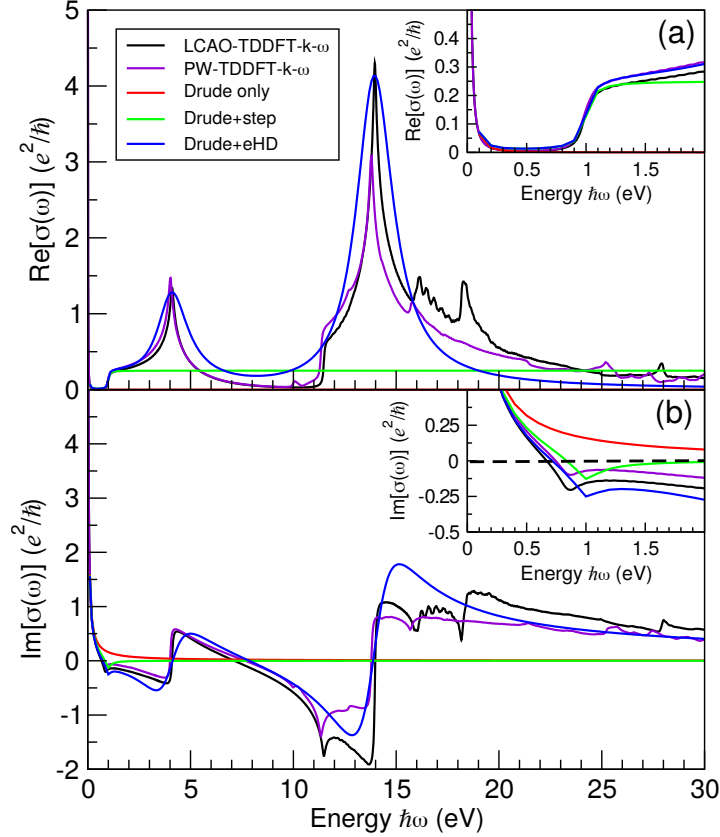 LCAO-TDDFT-k-ω
PW-TDDFT-k-ω
Drude only
Drude+step
Drude+eHD
(a)
Re[σ(ω)] (e²/ℏ)
5
4
3
2
1
0
Re[σ(ω)] (e²/ℏ)
0.4
0.3
0.2
0.1
0
0 0.5 1 1.5
Energy ℏω (eV)
(b)
Im[σ(ω)] (e²/ℏ)
4
3
2
1
0
-1
-2
Im[σ(ω)] (e²/ℏ)
0.25
0
-0.25
-0.5
0 0.5 1 1.5
Energy ℏω (eV)
0 5 10 15 20 25 30
Energy ℏω (eV)